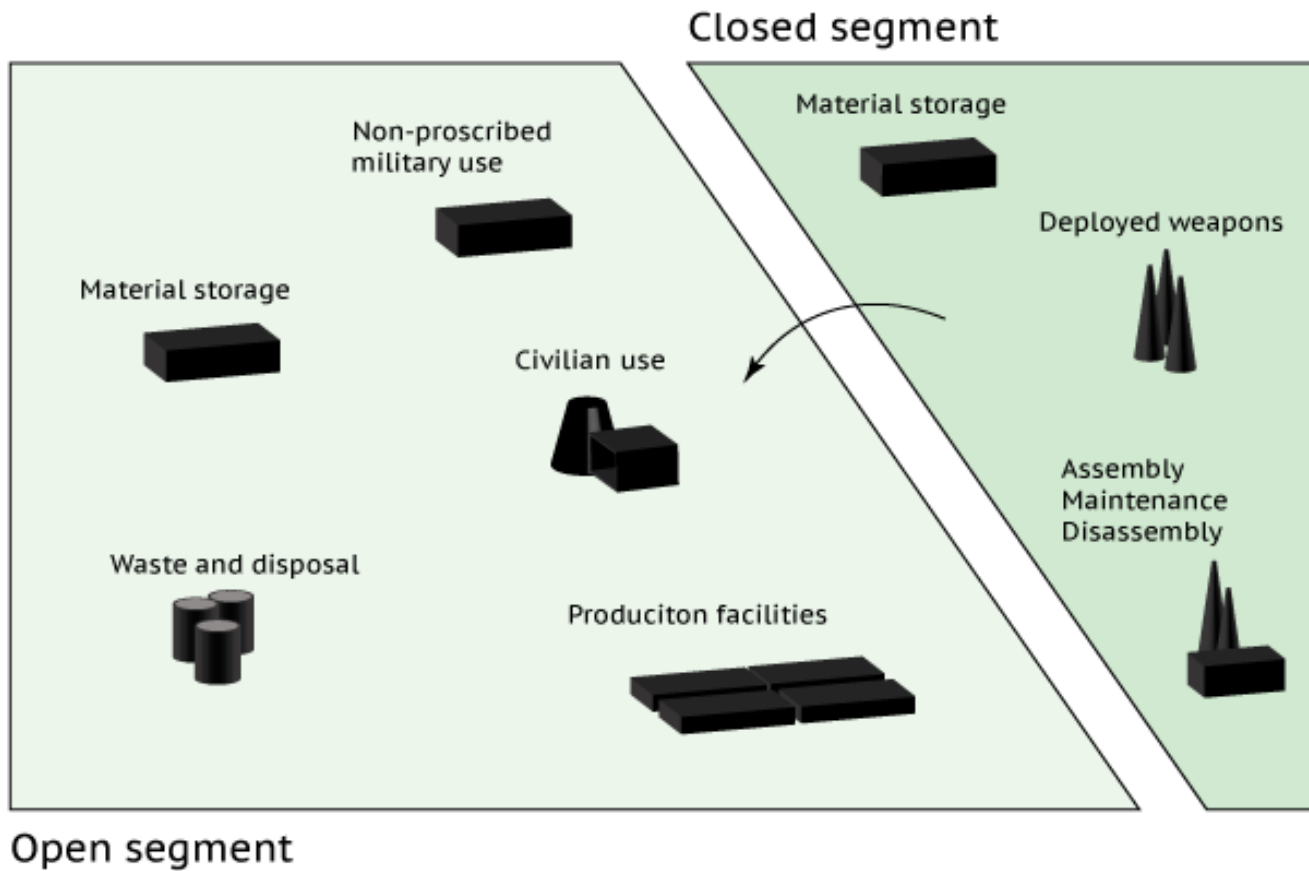 Closed segment
Material storage
Non-proscribed
military use
Deployed weapons
Material storage
Civilian use
Assembly
Maintenance
Disassembly
Waste and disposal
Produciton facilities
Open segment